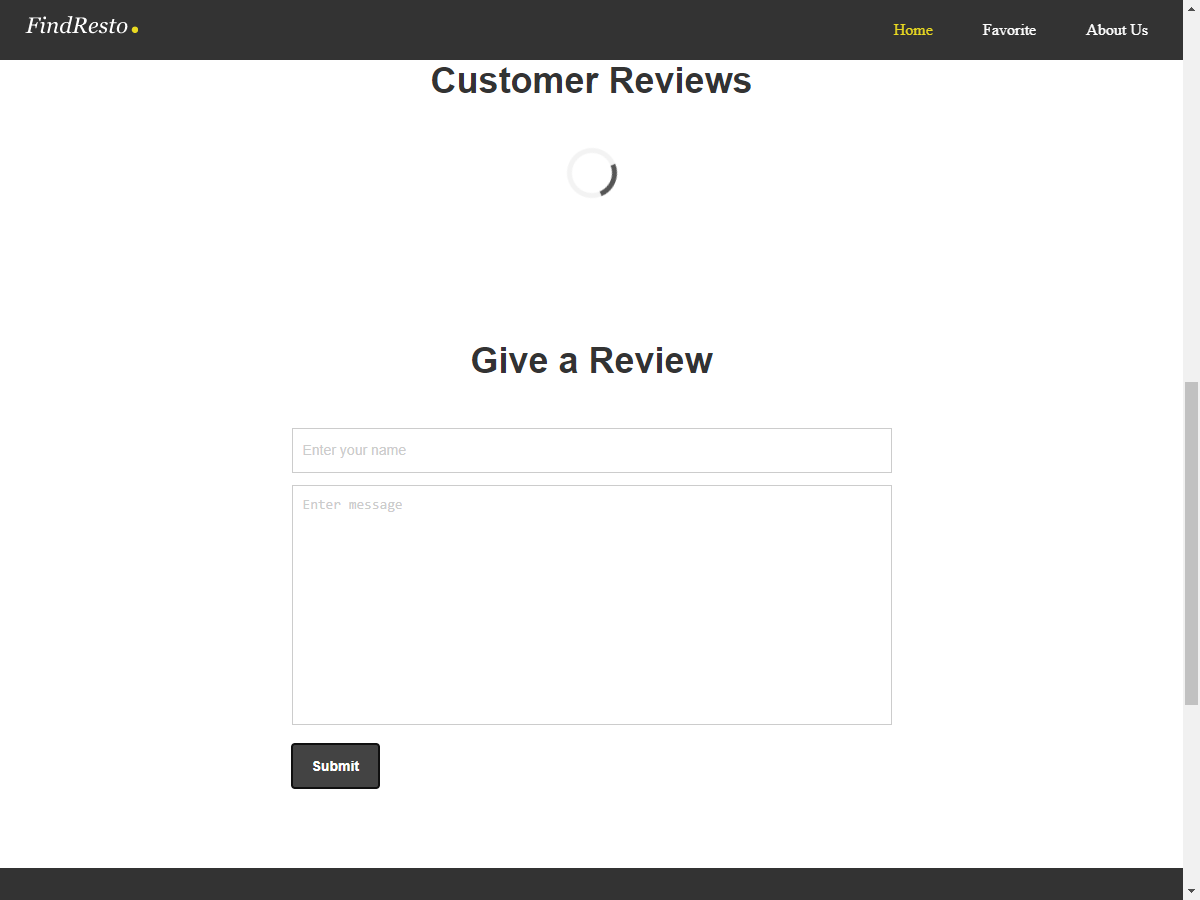 FindResto
Home Favorite About Us
Customer Reviews
Give a Review
Enter your name
Enter message
Submit